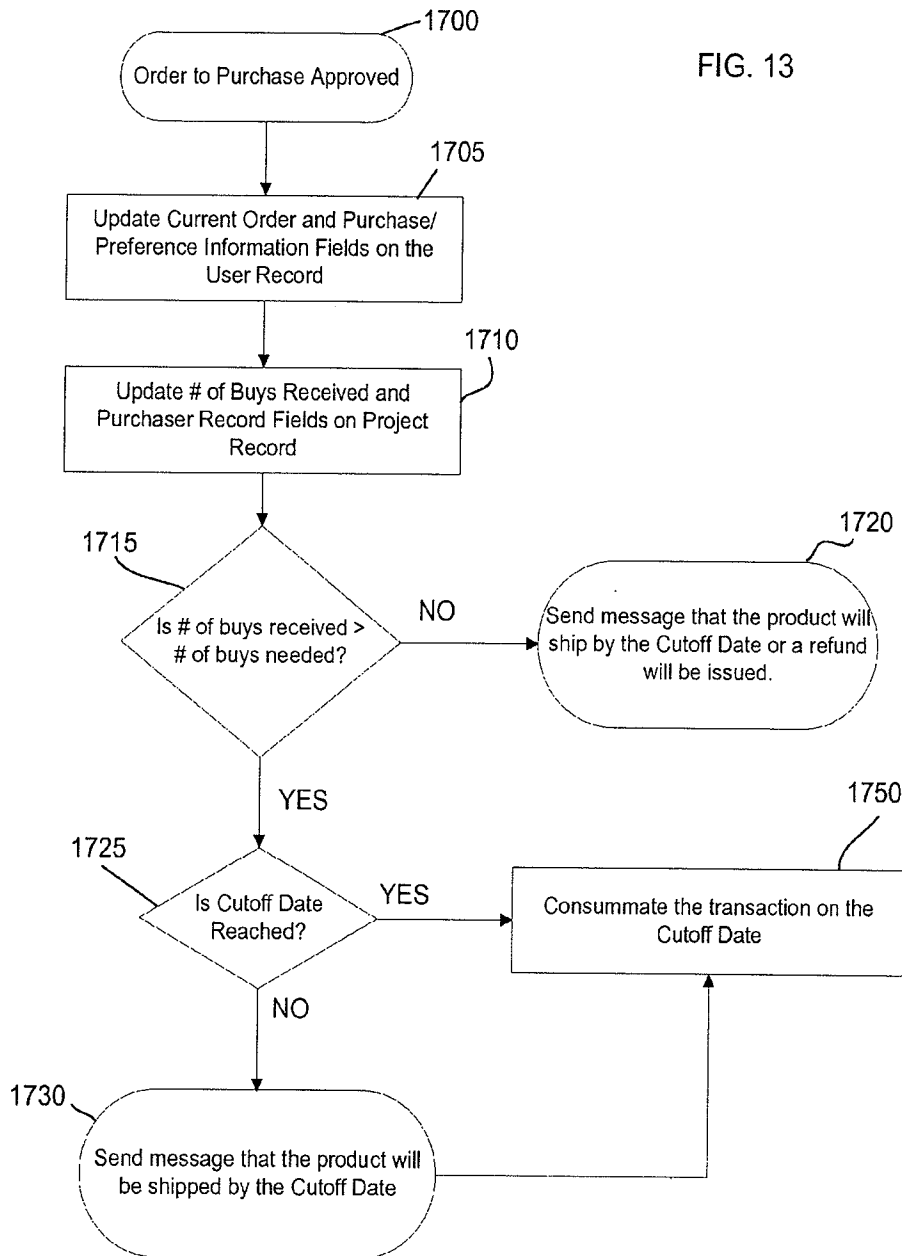 1700
FIG. 13
Order to Purchase Approved
1705
Update Current Order and Purchase/
Preference Information Fields on the
User Record
1710
Update # of Buys Received and
Purchaser Record Fields on Project
Record
1715
Is # of buys received >
# of buys needed?
NO
1720
Send message that the product will
ship by the Cutoff Date or a refund
will be issued.
YES
1725
Is Cutoff Date
Reached?
YES
1750
Consummate the transaction on the
Cutoff Date
NO
1730
Send message that the product will
be shipped by the Cutoff Date